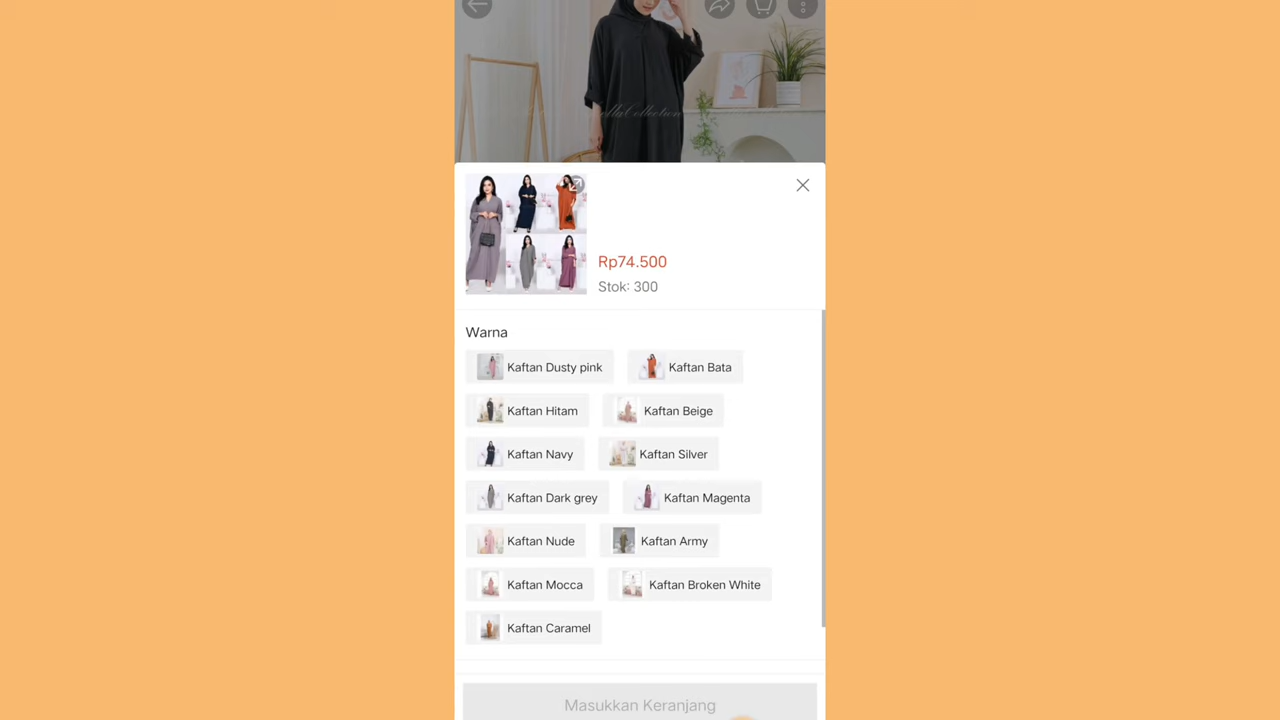 Rp74.500
Stok: 300
Warna
Kaftan Dusty pink
Kaftan Bata
Kaftan Hitam
Kaftan Beige
Kaftan Navy
Kaftan Silver
Kaftan Dark grey
Kaftan Magenta
Kaftan Nude
Kaftan Army
Kaftan Mocca
Kaftan Broken White
Kaftan Caramel
Masukkan Keranjang